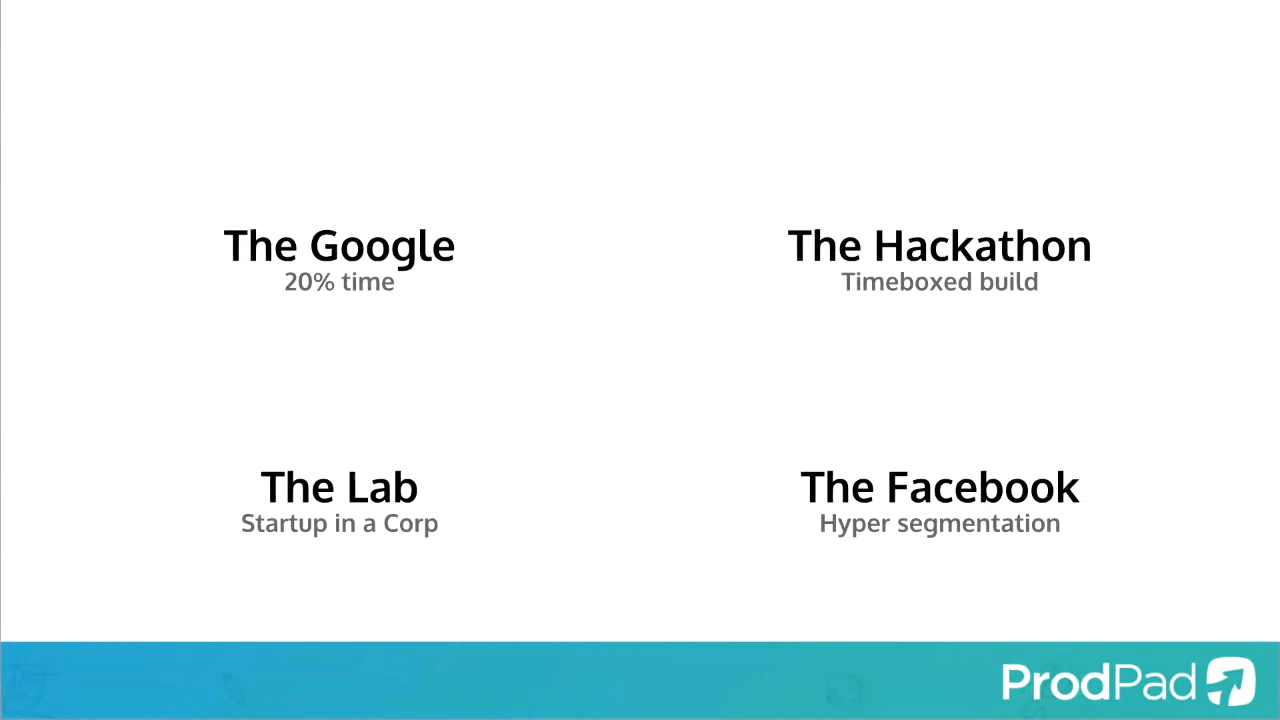 The Google
20% time
The Hackathon
Timeboxed build
The Lab
Startup in a Corp
The Facebook
Hyper segmentation
ProdPad